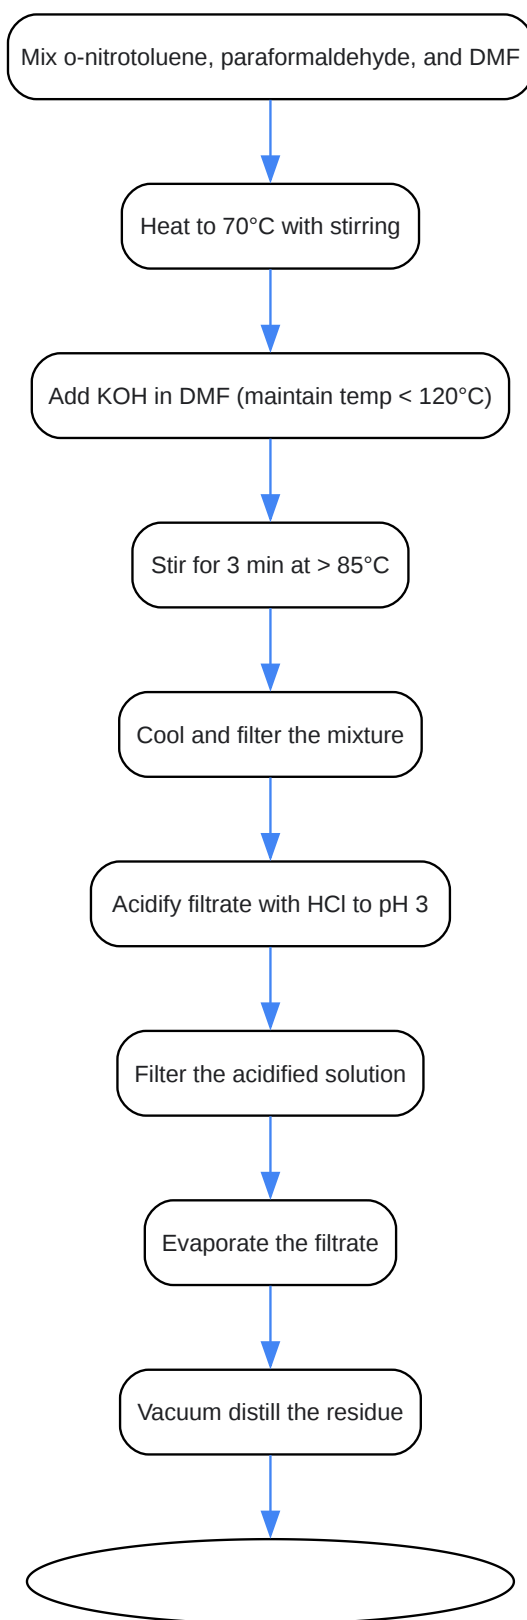 Mix o-nitrotoluene, paraformaldehyde, and DMF
Heat to 70°C with stirring
Add KOH in DMF (maintain temp < 120°C)
Stir for 3 min at > 85°C
Cool and filter the mixture
Acidify filtrate with HCl to pH 3
Filter the acidified solution
Evaporate the filtrate
Vacuum distill the residue